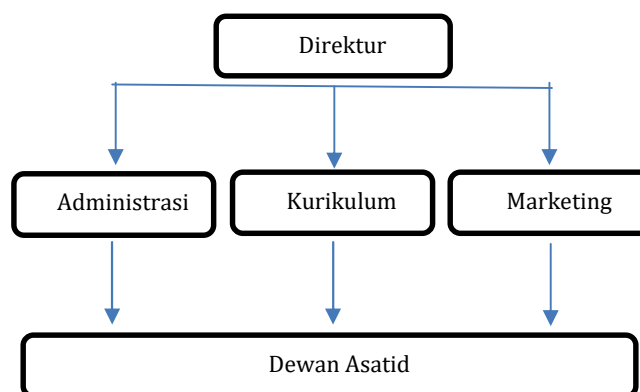 Direktur
Administrasi
Kurikulum
Marketing
Dewan Asatid